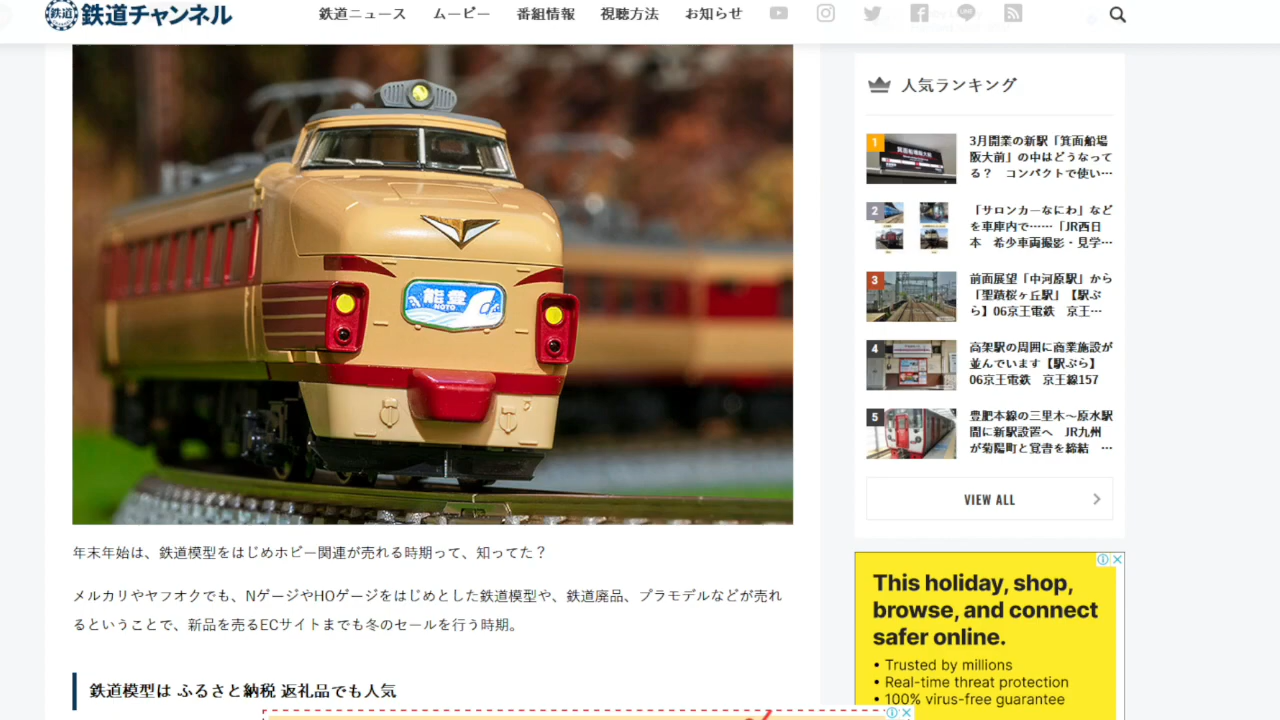 鉄道 鉄道チャンネル
鉄道ニュース ムービー 番組情報 視聴方法 お知らせ
能登
NOTO
年末年始は、鉄道模型をはじめホビー関連が売れる時期って、知ってた？
メルカリやヤフオクでも、NゲージやHOゲージをはじめとした鉄道模型や、鉄道廃品、プラモデルなどが売れ
るということで、新品を売るECサイトまでも冬のセールを行う時期。
鉄道模型は ふるさと納税 返礼品でも人気
人気ランキング
1
箕面船場阪大前
3月開業の新駅「箕面船場
阪大前」の中はどうなって
る？ コンパクトで使い…
2
「サロンカーなにわ」など
を車庫内で……「JR西日
本 希少車両撮影・見学…
3
前面展望「中河原駅」から
「聖蹟桜ヶ丘駅」【駅ぶ
ら】06京王電鉄 京王…
4
高架駅の周囲に商業施設が
並んでいます【駅ぶら】
06京王電鉄 京王線157
5
豊肥本線の三里木～原水駅
間に新駅設置へ JR九州
が菊陽町と覚書を締結 …
VIEW ALL
This holiday, shop,
browse, and connect
safer online.
• Trusted by millions
• Real-time threat protection
• 100% virus-free guarantee